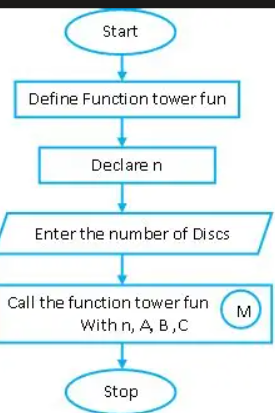 Start
Define Function tower fun
Declare n
Enter the number of Discs
Call the function tower fun
With n, A, B ,C
M
Stop